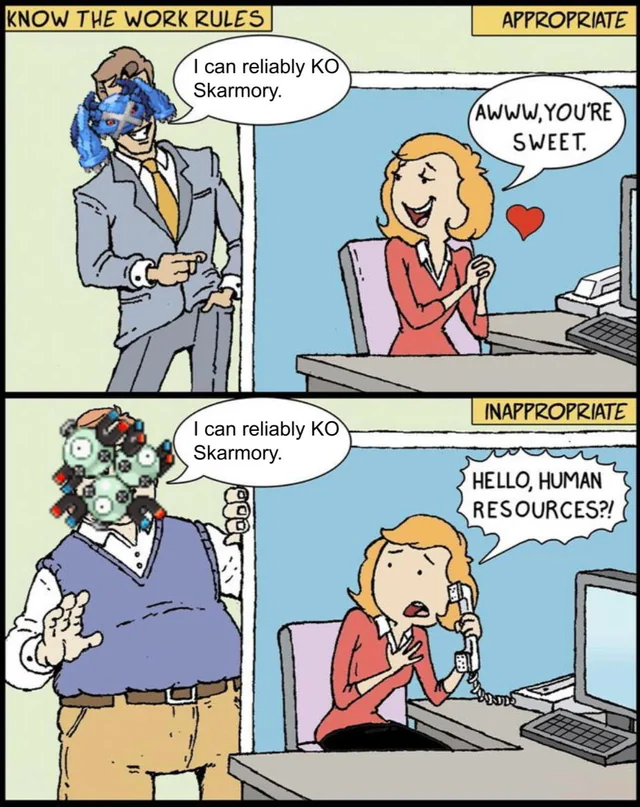 KNOW THE WORK RULES
APPROPRIATE
I can reliably KO
Skarmory.
AWWW, YOU'RE
SWEET.
INAPPROPRIATE
I can reliably KO
Skarmory.
HELLO, HUMAN
RESOURCES?!